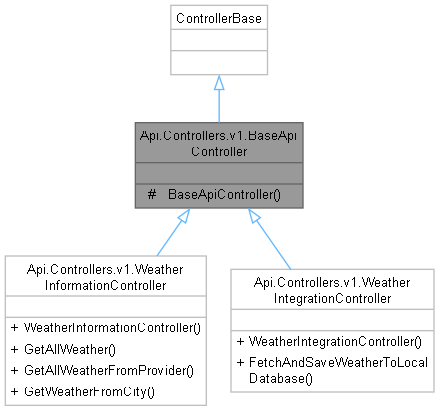 ControllerBase
Api.Controllers.v1.BaseApi
Controller
# BaseApiController()
Api.Controllers.v1.Weather
InformationController
+ WeatherInformationController()
+ GetAllWeather()
+ GetAllWeatherFromProvider()
+ GetWeatherFromCity()
Api.Controllers.v1.Weather
IntegrationController
+ WeatherIntegrationController()
+ FetchAndSaveWeatherToLocal
Database()